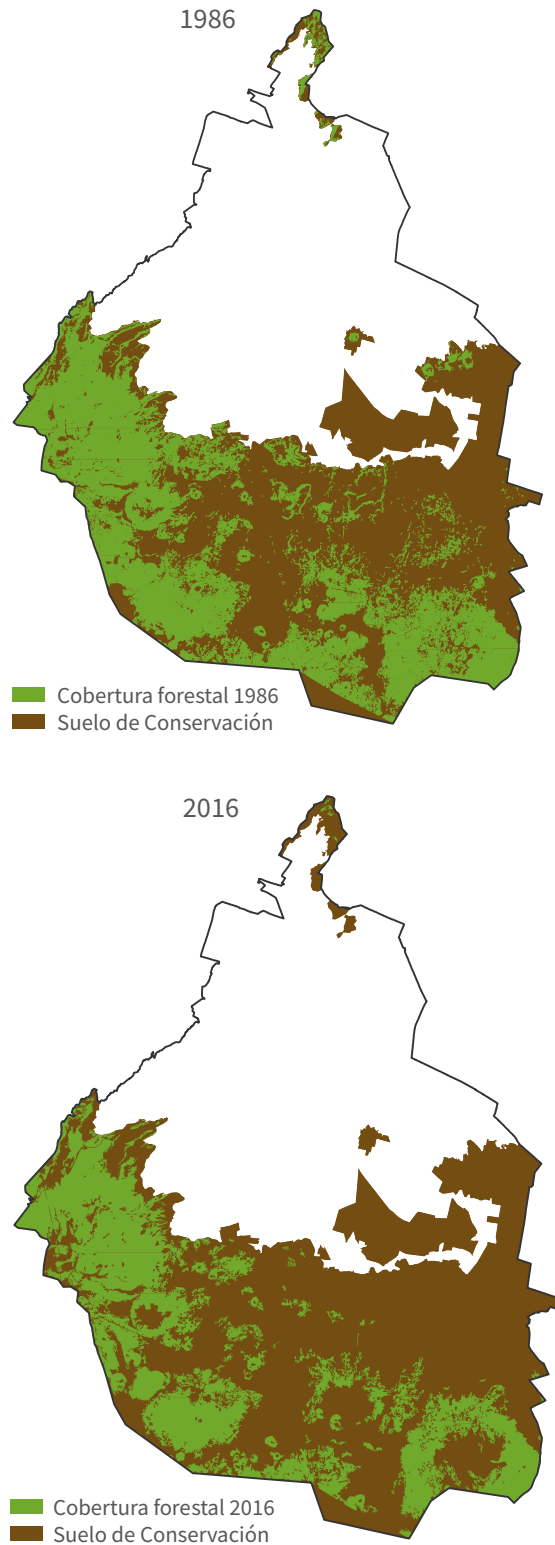 1986
Cobertura forestal 1986
Suelo de Conservación
2016
Cobertura forestal 2016
Suelo de Conservación